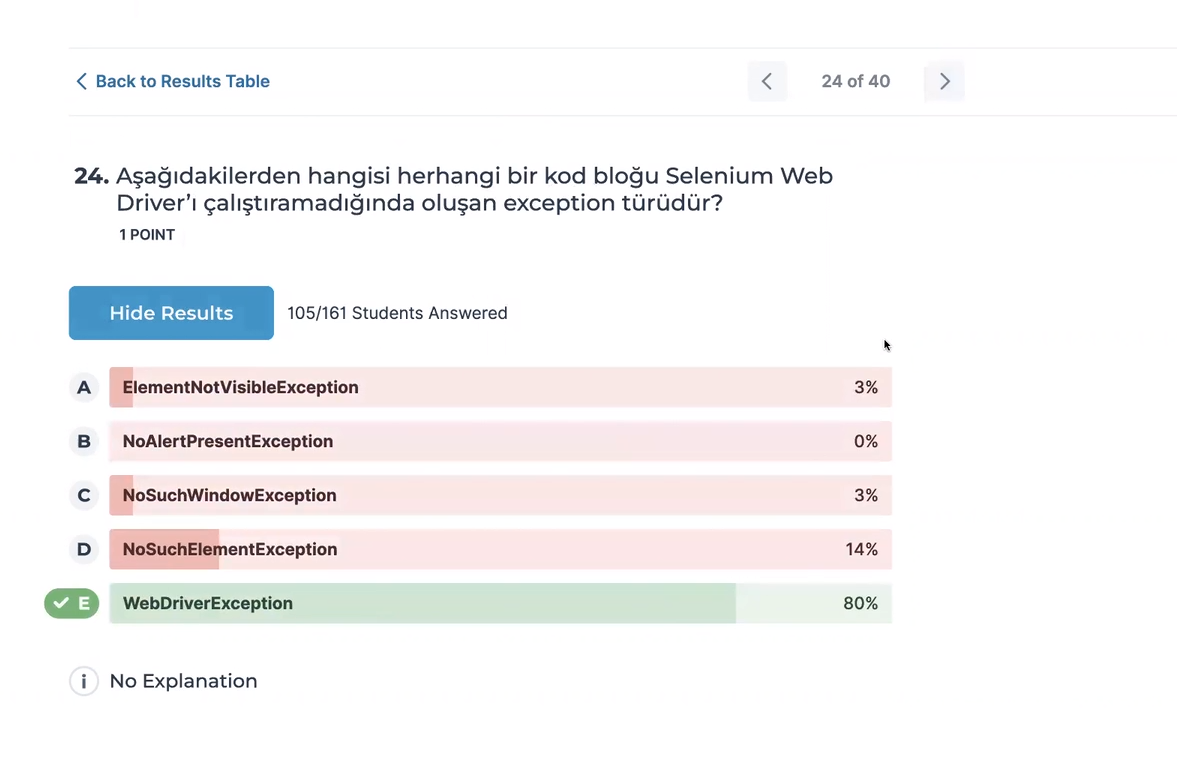 Back to Results Table
24 of 40
24. Aşağıdakilerden hangisi herhangi bir kod bloğu Selenium Web
Driver’ı çalıştıramadığında oluşan exception türüdür?
1 POINT
Hide Results 105/161 Students Answered
A ElementNotVisibleException 3%
B NoAlertPresentException 0%
C NoSuchWindowException 3%
D NoSuchElementException 14%
E WebDriverException 80%
i No Explanation